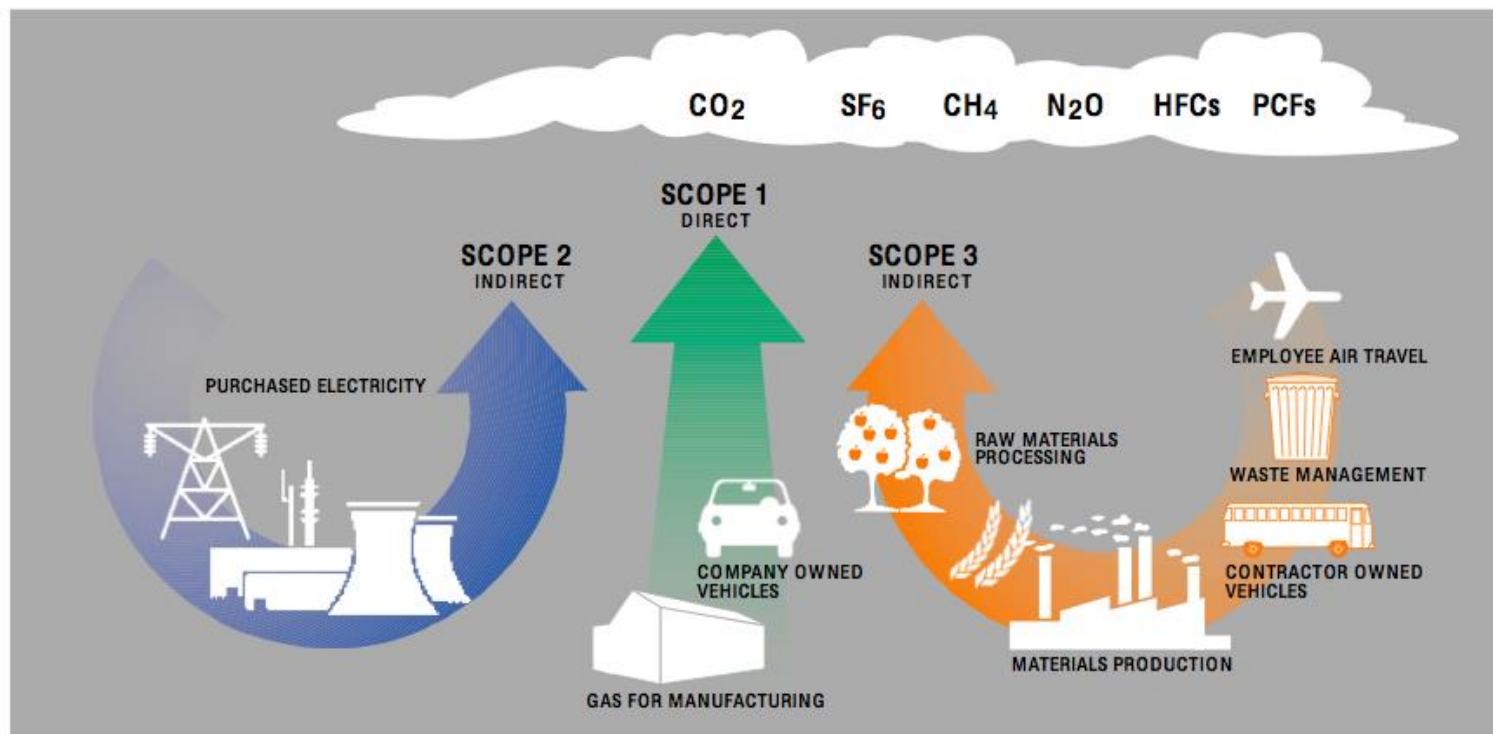 CO2 SF6 CH4 N2O HFCs PCFs
SCOPE 1
DIRECT
SCOPE 2
INDIRECT
SCOPE 3
INDIRECT
PURCHASED ELECTRICITY
COMPANY OWNED
VEHICLES
GAS FOR MANUFACTURING
RAW MATERIALS
PROCESSING
MATERIALS PRODUCTION
EMPLOYEE AIR TRAVEL
WASTE MANAGEMENT
CONTRACTOR OWNED
VEHICLES